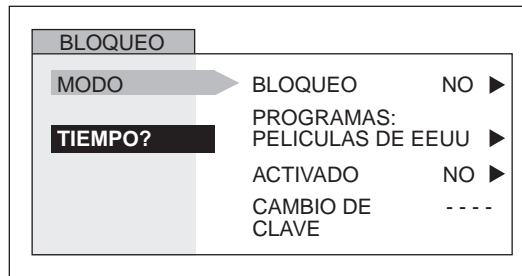 BLOQUEO
MODO
TIEMPO?
BLOQUEO NO
PROGRAMAS:
PELICULAS DE EEUU
ACTIVADO NO
CAMBIO DE - - - -
CLAVE